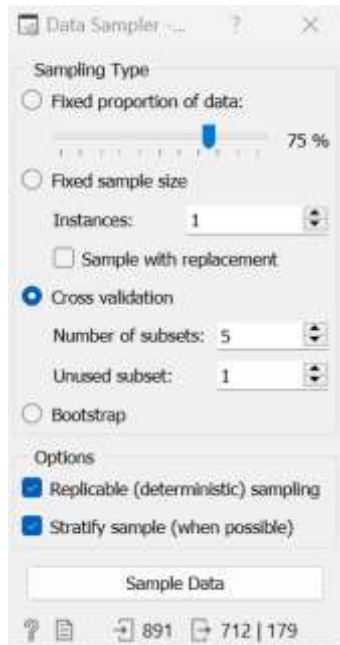 Data Sampler -... ? ×
Sampling Type
Fixed proportion of data:
75 %
Fixed sample size
Instances: 1
Sample with replacement
Cross validation
Number of subsets: 5
Unused subset: 1
Bootstrap
Options
Replicable (deterministic) sampling
Stratify sample (when possible)
Sample Data
? 891 712 | 179